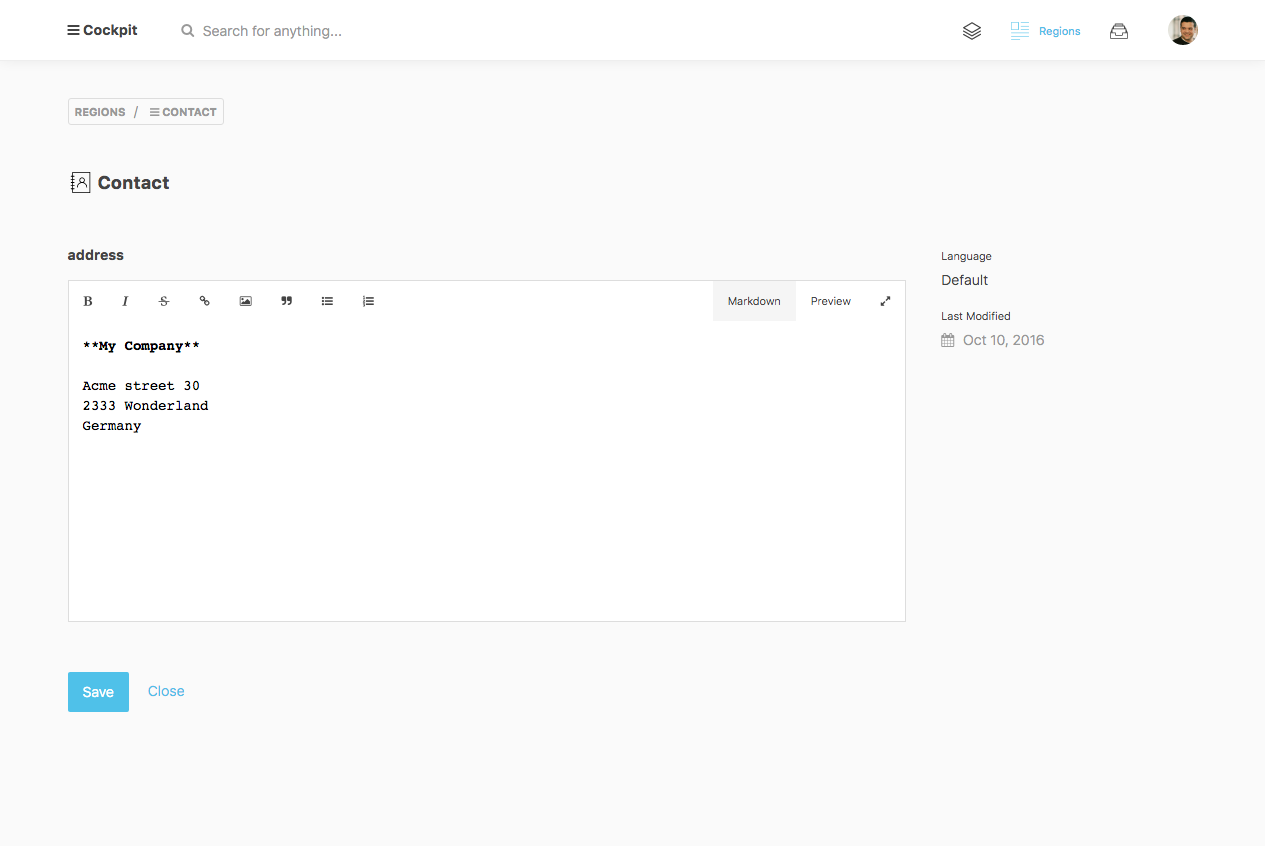 Cockpit
Search for anything...
Regions
REGIONS / CONTACT
Contact
address
Language
Default
B I S
Markdown
Preview
Last Modified
Oct 10, 2016
**My Company**
Acme street 30
2333 Wonderland
Germany
Save
Close